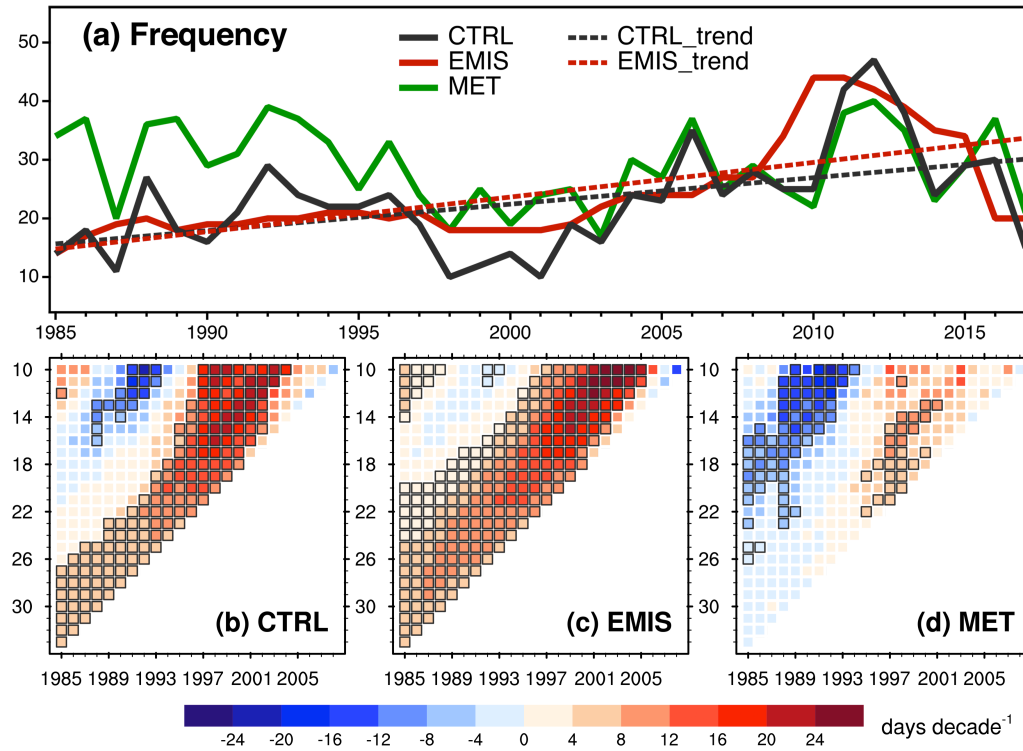 (a) Frequency
CTRL
EMIS
MET
CTRL_trend
EMIS_trend
50
40
30
20
10
1985 1990 1995 2000 2005 2010 2015
10
14
18
22
26
30
(b) CTRL
1985 1989 1993 1997 2001 2005
10
14
18
22
26
30
(c) EMIS
1985 1989 1993 1997 2001 2005
10
14
18
22
26
30
(d) MET
1985 1989 1993 1997 2001 2005
-24 -20 -16 -12 -8 -4 0 4 8 12 16 20 24
days decade⁻¹